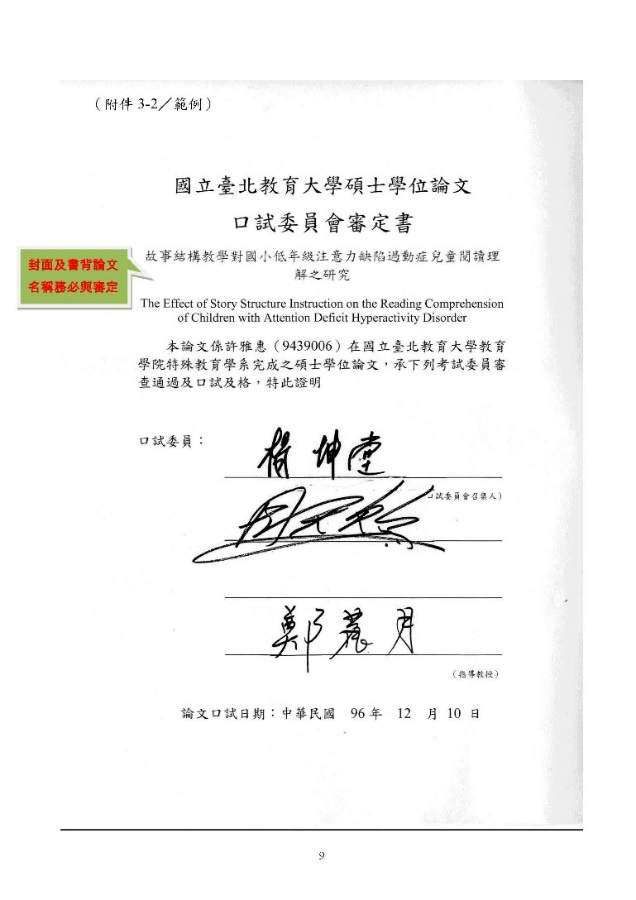 （附件 3-2／範例）
國立臺北教育大學碩士學位論文
口試委員會審定書
封面及書背論文
名稱務必與審定
故事結構教學對國小低年級注意力缺陷過動症兒童閱讀理
解之研究
The Effect of Story Structure Instruction on the Reading Comprehension
of Children with Attention Deficit Hyperactivity Disorder
本論文係許雅惠（9439006）在國立臺北教育大學教育
學院特殊教育學系完成之碩士學位論文，承下列考試委員審
查通過及口試及格，特此證明
口試委員：
楊坤堂
口試委員會召集人）
鄭麗月
（指導教授）
論文口試日期：中華民國 96 年 12 月 10 日
9